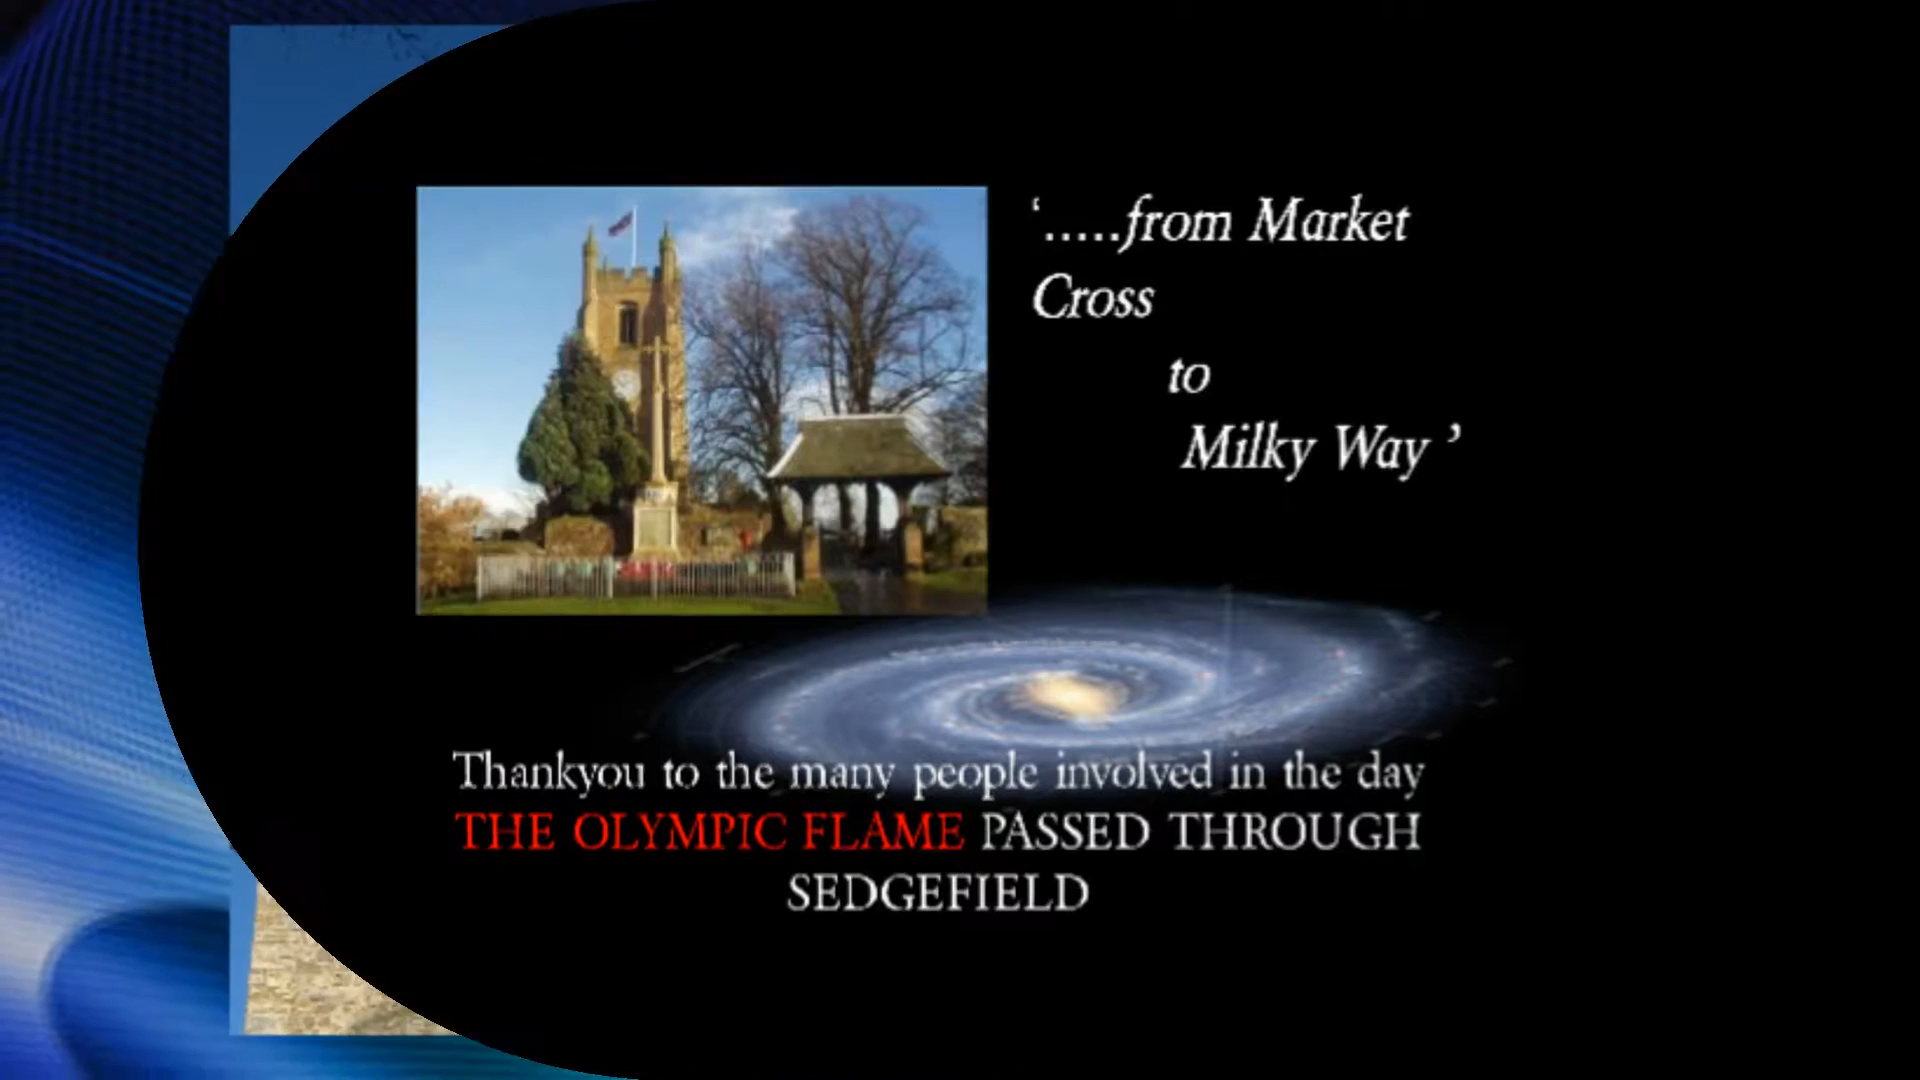 ‘.....from Market
Cross
to
Milky Way ’
Thankyou to the many people involved in the day
THE OLYMPIC FLAME PASSED THROUGH
SEDGEFIELD